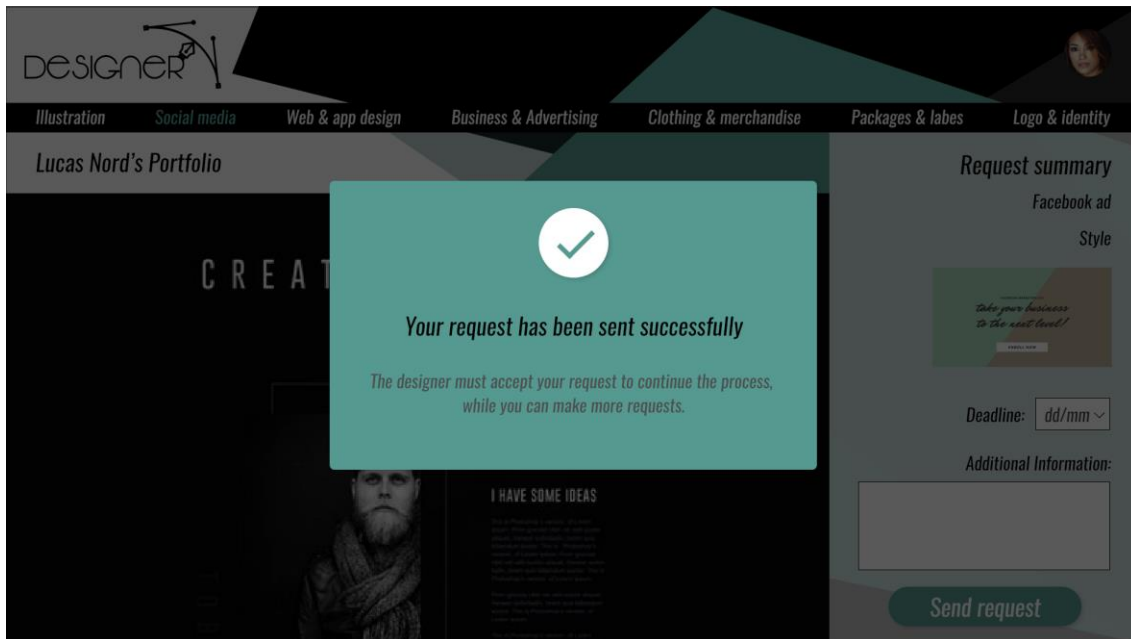 DESIGNER
Illustration
Social media
Web & app design
Business & Advertising
Clothing & merchandise
Packages & labes
Logo & identity
Lucas Nord's Portfolio
Request summary
Facebook ad
Style
CREAT
Your request has been sent successfully
The designer must accept your request to continue the process,
while you can make more requests.
take your business
to the next level!
Deadline: dd/mm
Additional Information:
I HAVE SOME IDEAS
Send request